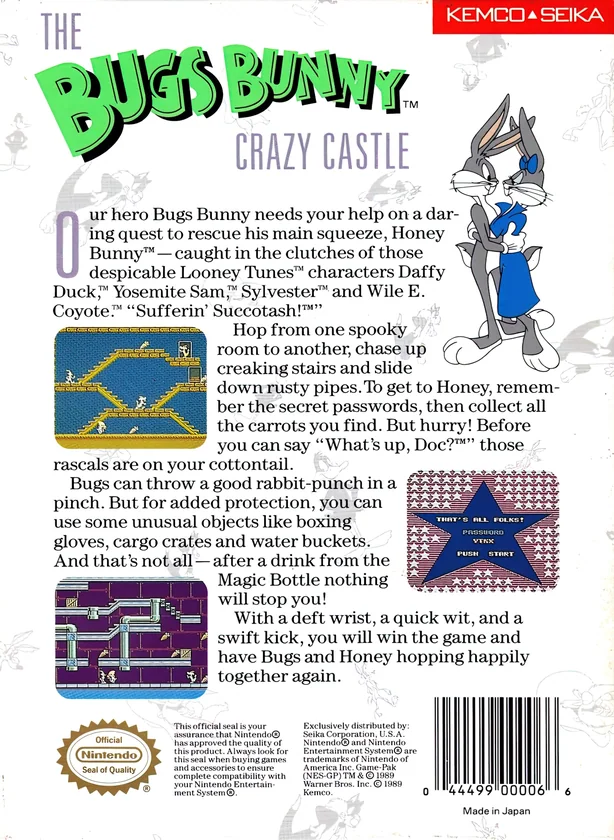 KEMCO▲SEIKA
THE
BUGS BUNNY™
CRAZY CASTLE
Our hero Bugs Bunny needs your help on a dar-
ing quest to rescue his main squeeze, Honey
Bunny™—caught in the clutches of those
despicable Looney Tunes™ characters Daffy
Duck,™ Yosemite Sam,™ Sylvester™ and Wile E.
Coyote.™ “Sufferin’ Succotash!™”
Hop from one spooky
room to another, chase up
creaking stairs and slide
down rusty pipes. To get to Honey, remem-
ber the secret passwords, then collect all
the carrots you find. But hurry! Before
you can say “What’s up, Doc?™” those
rascals are on your cottontail.
Bugs can throw a good rabbit-punch in a
pinch. But for added protection, you can
use some unusual objects like boxing
gloves, cargo crates and water buckets.
And that’s not all—after a drink from the
Magic Bottle nothing
will stop you!
With a deft wrist, a quick wit, and a
swift kick, you will win the game and
have Bugs and Honey hopping happily
together again.
THAT'S ALL FOLKS!
PASSWORD
YTNX
PUSH START
Official
Nintendo
Seal of Quality
®
This official seal is your
assurance that Nintendo®
has approved the quality of
this product. Always look for
this seal when buying games
and accessories to ensure
complete compatibility with
your Nintendo Entertain-
ment System®.
Exclusively distributed by:
Seika Corporation, U.S.A.
Nintendo® and Nintendo
Entertainment System® are
trademarks of Nintendo of
America Inc. Game-Pak
(NES-GP) TM & © 1989
Warner Bros. Inc. © 1989
Kemco.
0 44499 00006 6
Made in Japan